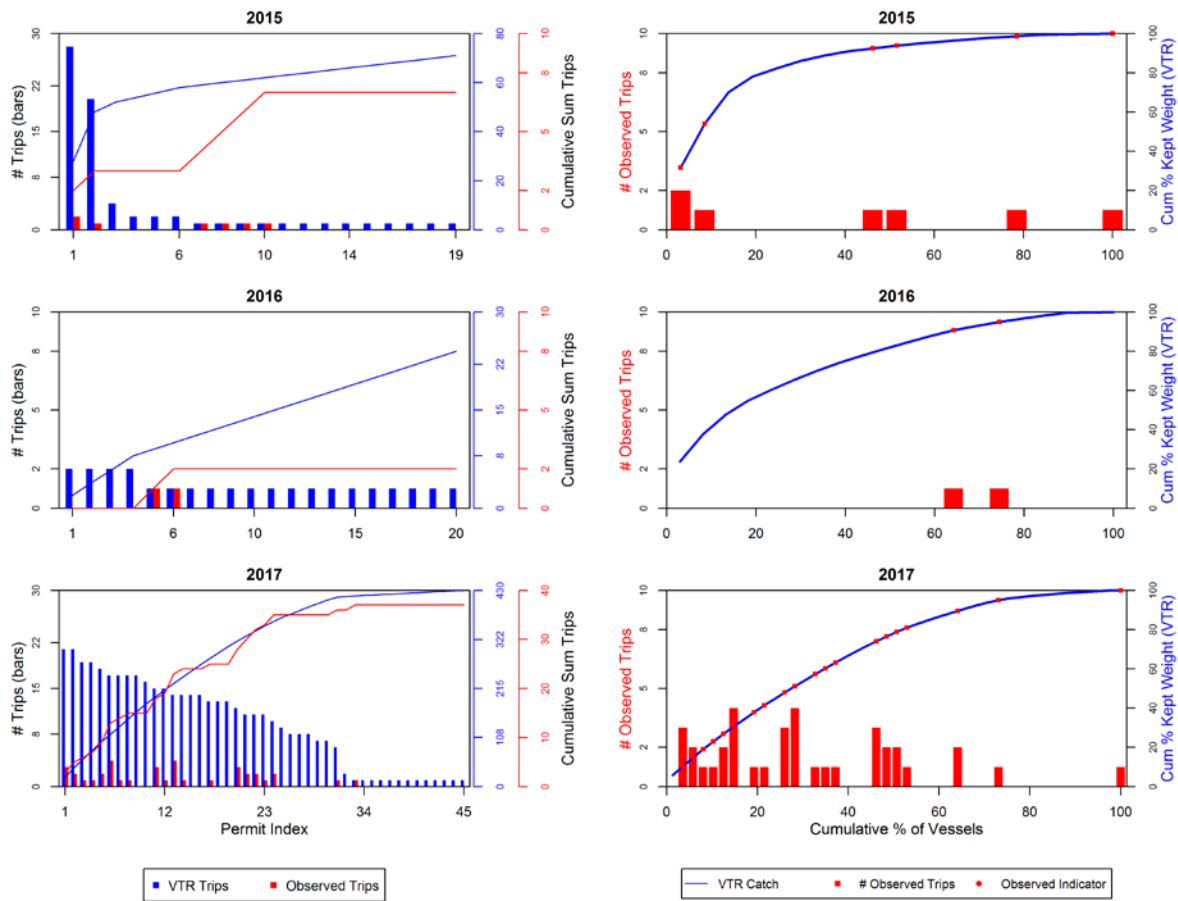 2015
# Trips (bars)
0 8 15 22 30
1 6 10 14 19
0 20 40 60 80
0 2 5 8 10
Cumulative Sum Trips
2015
# Observed Trips
0 2 5 8 10
0 20 40 60 80 100
0 20 40 60 80 100
Cum % Kept Weight (VTR)
2016
# Trips (bars)
0 2 5 8 10
1 6 10 15 20
0 8 15 22 30
0 2 5 8 10
Cumulative Sum Trips
2016
# Observed Trips
0 2 5 8 10
0 20 40 60 80 100
0 20 40 60 80 100
Cum % Kept Weight (VTR)
2017
# Trips (bars)
0 8 15 22 30
1 12 23 34 45
Permit Index
0 108 215 322 430
0 10 20 30 40
Cumulative Sum Trips
2017
# Observed Trips
0 2 5 8 10
0 20 40 60 80 100
Cumulative % of Vessels
0 20 40 60 80 100
Cum % Kept Weight (VTR)
VTR Trips Observed Trips
VTR Catch # Observed Trips Observed Indicator